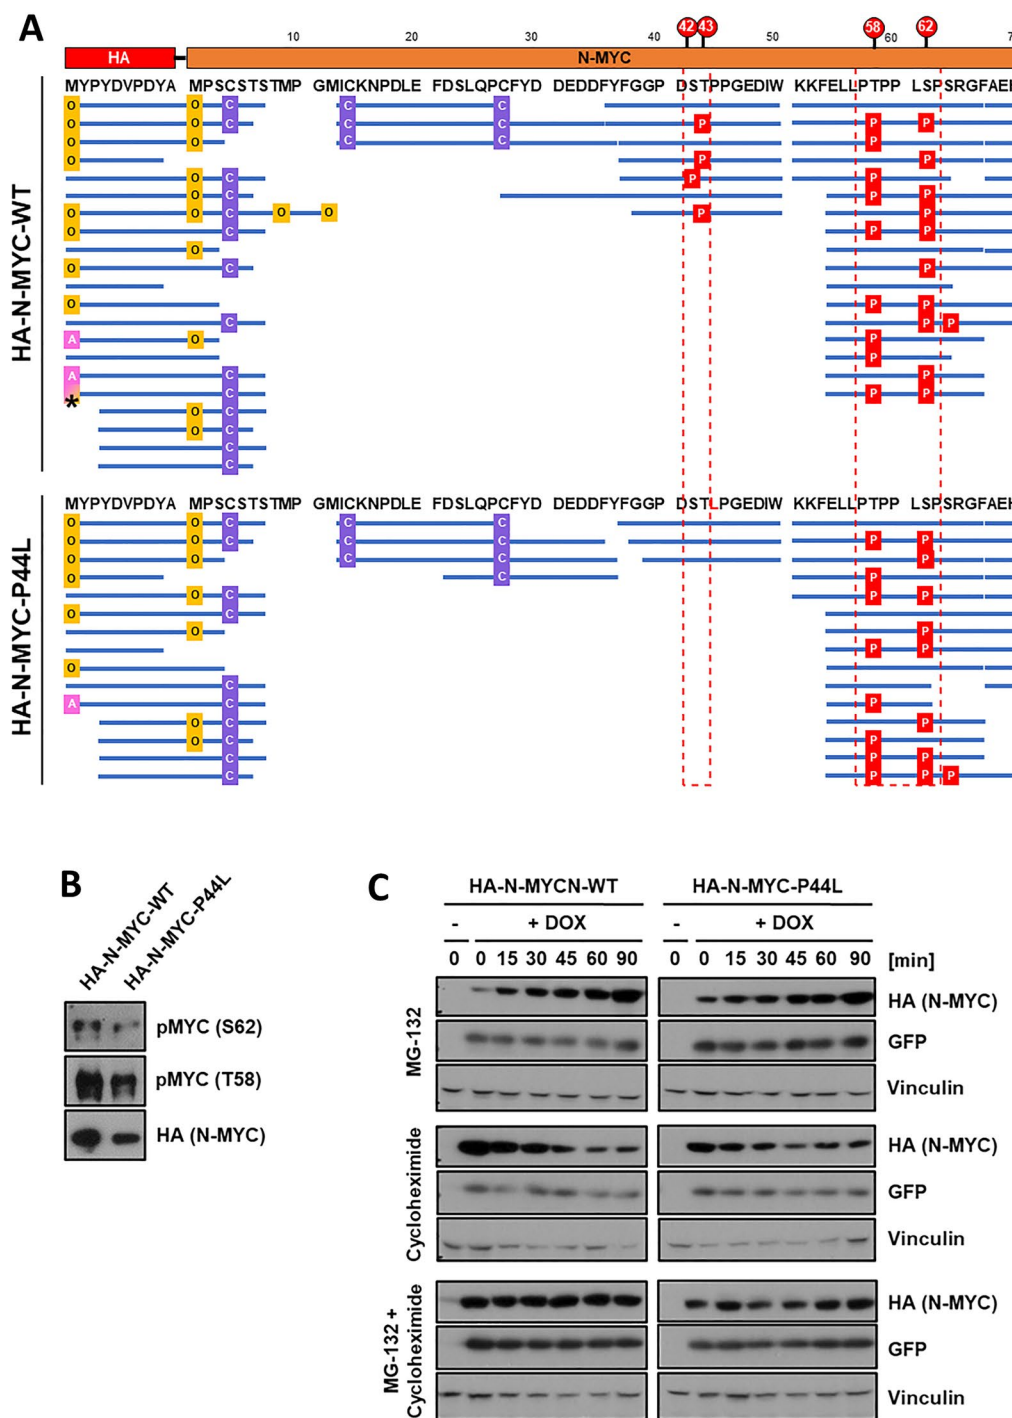 A
10 20 30 40 42 43 50 58 60 62 7
HA N-MYC
MYPYDVPDYA MPSCSTSTMP GMICKNPDLE FDSLQPCFYD DEDDFYFGGP DSTPPGEDIW KKFELLPTPP LSPSRGFAEH
HA-N-MYC-WT
O O C C C
O O C C C P P P
O O C C P
O P P
O C P P
O C P
O O C O O P P
O C P P
O
O C P
O P P
C P P
A O P
P
A C P
* C P P
O C
O C
C
C
MYPYDVPDYA MPSCSTSTMP GMICKNPDLE FDSLQPCFYD DEDDFYFGGP DSTLPGEDIW KKFELLPTPP LSPSRGFAEH
HA-N-MYC-P44L
O O C C C
O O C C C P P
O O C C P
O C P
O C P P
O C
O P
P P
O
C
A C P
O C P
O C P
C P P
C P P P
B
HA-N-MYC-WT
HA-N-MYC-P44L
pMYC (S62)
pMYC (T58)
HA (N-MYC)
C
HA-N-MYCN-WT HA-N-MYC-P44L
- + DOX - + DOX
0 0 15 30 45 60 90 0 0 15 30 45 60 90 [min]
MG-132
HA (N-MYC)
GFP
Vinculin
Cycloheximide
HA (N-MYC)
GFP
Vinculin
MG-132 +
Cycloheximide
HA (N-MYC)
GFP
Vinculin